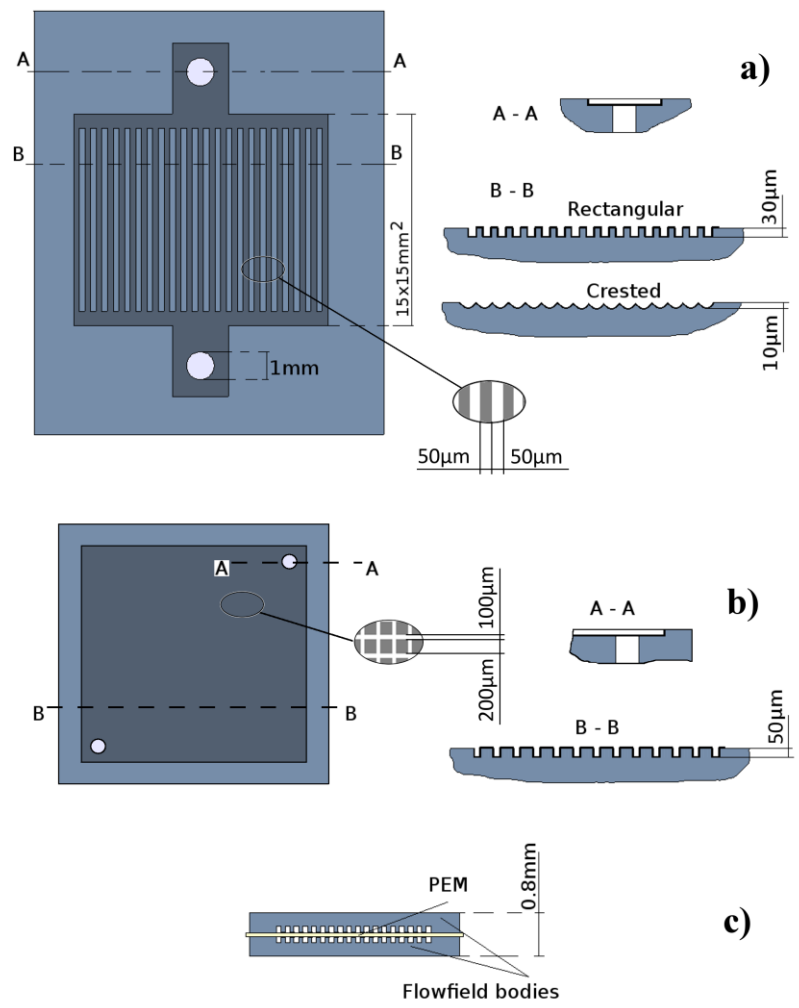 a)
A
A
A - A
B
B
B - B
Rectangular
30µm
15x15mm²
Crested
10µm
1mm
50µm
50µm
b)
A
A
100µm
A - A
200µm
B
B
B - B
50µm
PEM
0.8mm
c)
Flowfield bodies